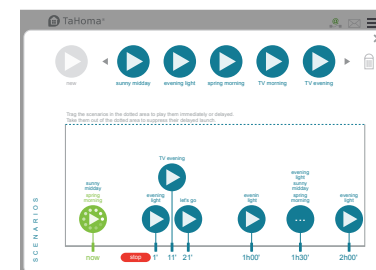 TaHoma®
new
sunny midday
evening light
spring morning
TV morning
TV evening
Drag the scenarios in the dotted area to play them immediately or delayed.
Take them out of the dotted area to suppress their delayed launch.
SCENARIOS
sunny
midday
spring
morning
evening
light
TV evening
let's go
evenin
light
evening
light
sunny
midday
spring
morning
...
evening
light
now
stop
1'
11'
21'
1h00'
1h30'
2h00'